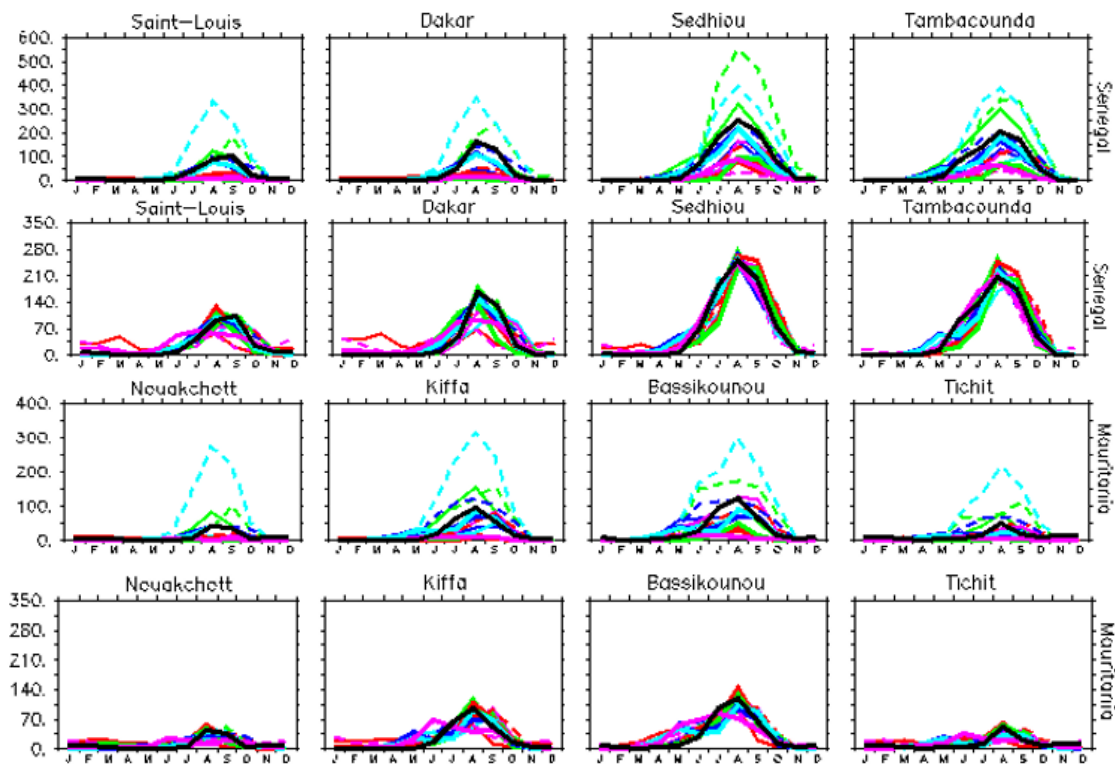 Saint-Louis Dakar Sedhiou Tambacounda
600.
500.
400.
300.
200.
100.
0.
J F M A M J J A S O N D J F M A M J J A S O N D J F M A M J J A S O N D J F M A M J J A S O N D
Senegal
Saint-Louis Dakar Sedhiou Tambacounda
350.
280.
210.
140.
70.
0.
J F M A M J J A S O N D J F M A M J J A S O N D J F M A M J J A S O N D J F M A M J J A S O N D
Senegal
Nouakchott Kiffa Bassikounou Tichit
400.
300.
200.
100.
0.
J F M A M J J A S O N D J F M A M J J A S O N D J F M A M J J A S O N D J F M A M J J A S O N D
Mauritania
Nouakchott Kiffa Bassikounou Tichit
350.
280.
210.
140.
70.
0.
J F M A M J J A S O N D J F M A M J J A S O N D J F M A M J J A S O N D J F M A M J J A S O N D
Mauritania